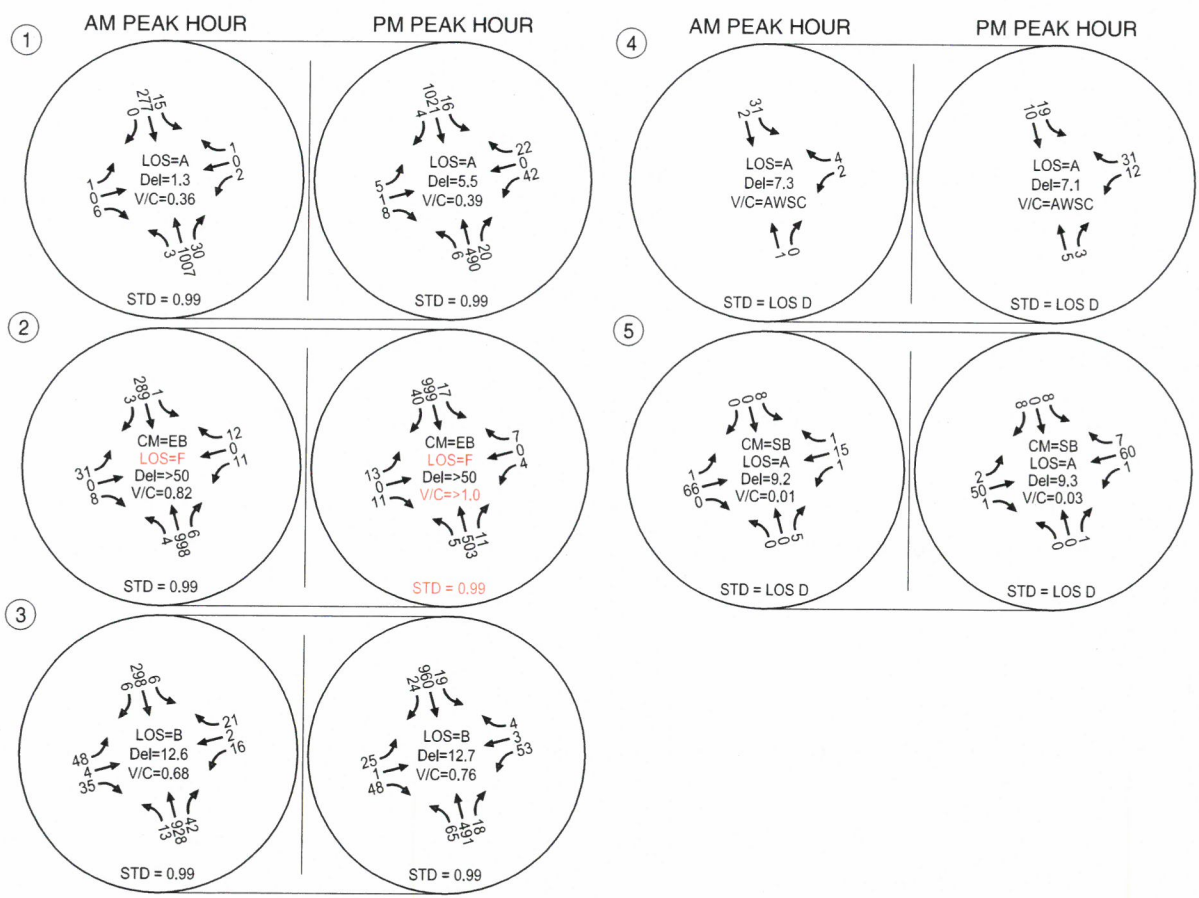 AM PEAK HOUR
PM PEAK HOUR
1
0
277
15
1
0
2
1
0
6
LOS=A
Del=1.3
V/C=0.36
3
1007
30
STD = 0.99
4
1021
16
22
0
42
5
1
8
LOS=A
Del=5.5
V/C=0.39
6
490
20
STD = 0.99
2
3
289
1
12
0
11
31
0
8
CM=EB
LOS=F
Del=>50
V/C=0.82
4
998
6
STD = 0.99
40
999
17
7
0
4
13
0
11
CM=EB
LOS=F
Del=>50
V/C=>1.0
5
503
11
STD = 0.99
3
6
298
6
21
2
16
48
4
35
LOS=B
Del=12.6
V/C=0.68
13
928
42
STD = 0.99
24
960
19
4
3
53
25
1
48
LOS=B
Del=12.7
V/C=0.76
65
491
18
STD = 0.99
AM PEAK HOUR
PM PEAK HOUR
4
2
31
4
2
LOS=A
Del=7.3
V/C=AWSC
1
0
STD = LOS D
10
19
31
12
LOS=A
Del=7.1
V/C=AWSC
5
3
STD = LOS D
5
0
0
8
1
15
1
1
66
0
CM=SB
LOS=A
Del=9.2
V/C=0.01
0
0
5
STD = LOS D
8
0
8
7
60
1
2
50
1
CM=SB
LOS=A
Del=9.3
V/C=0.03
0
0
1
STD = LOS D